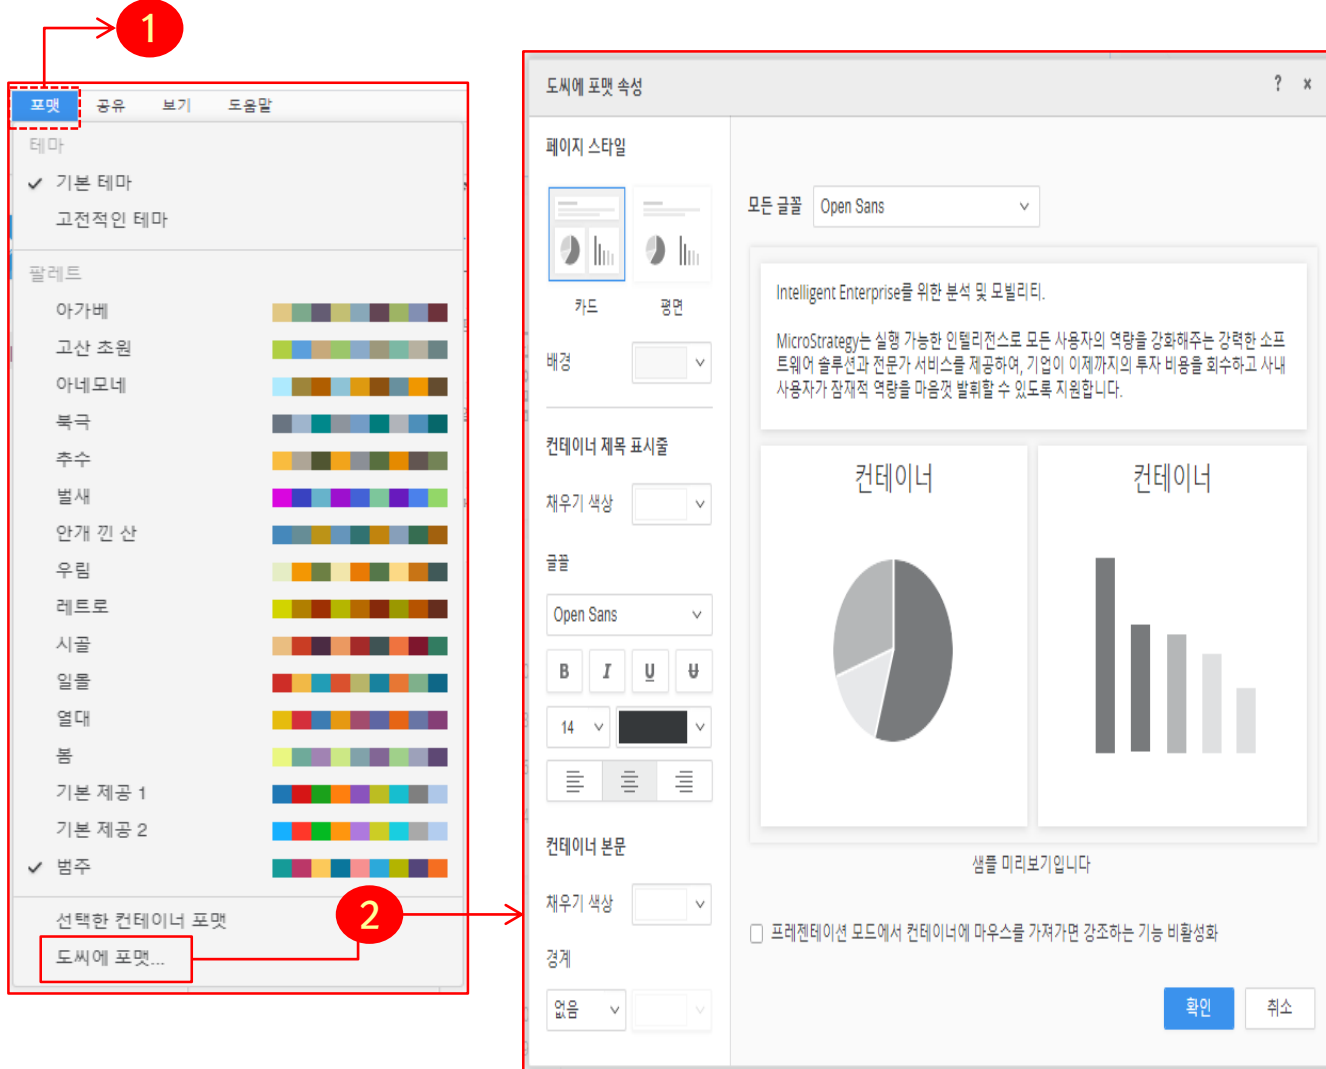 1
포맷 공유 보기 도움말
테마
기본 테마
고전적인 테마
팔레트
아가베
고산 초원
아네모네
북극
추수
벌새
안개 낀 산
우림
레트로
시골
일몰
열대
봄
기본 제공 1
기본 제공 2
범주
선택한 컨테이너 포맷
도씨에 포맷...
2
도씨에 포맷 속성 ? ×
페이지 스타일
카드 평면
배경
컨테이너 제목 표시줄
채우기 색상
글꼴
Open Sans
B I U U
14
컨테이너 본문
채우기 색상
경계
없음
모든 글꼴 Open Sans
Intelligent Enterprise를 위한 분석 및 모빌리티.
MicroStrategy는 실행 가능한 인텔리전스로 모든 사용자의 역량을 강화해주는 강력한 소프
트웨어 솔루션과 전문가 서비스를 제공하여, 기업이 이제까지의 투자 비용을 회수하고 사내
사용자가 잠재적 역량을 마음껏 발휘할 수 있도록 지원합니다.
컨테이너 컨테이너
샘플 미리보기입니다
프레젠테이션 모드에서 컨테이너에 마우스를 가져가면 강조하는 기능 비활성화
확인 취소